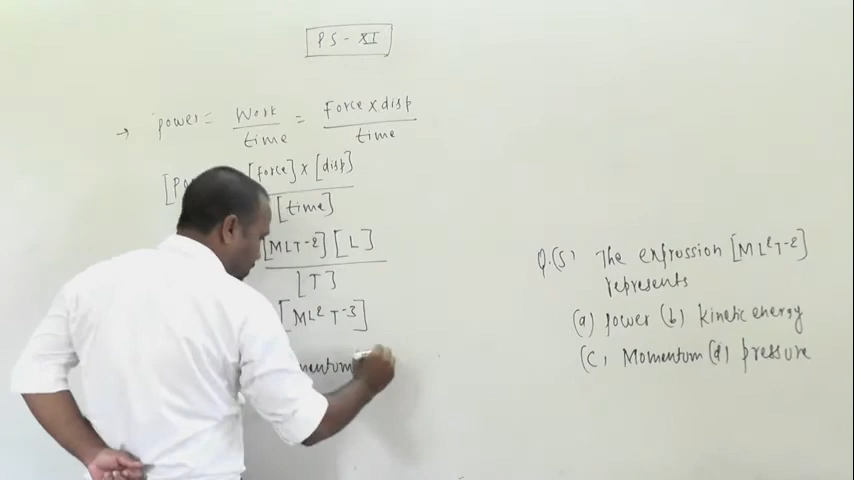 PS - XI
→ power = Work / time = Force x disp / time
[Force] x [disp]
[time]
[MLT-2] [L]
[T]
[ML2 T-3]
mentum
Q.(5) The expression [ML2T-2]
represents
(a) power (b) kinetic energy
(c) Momentum (d) pressure